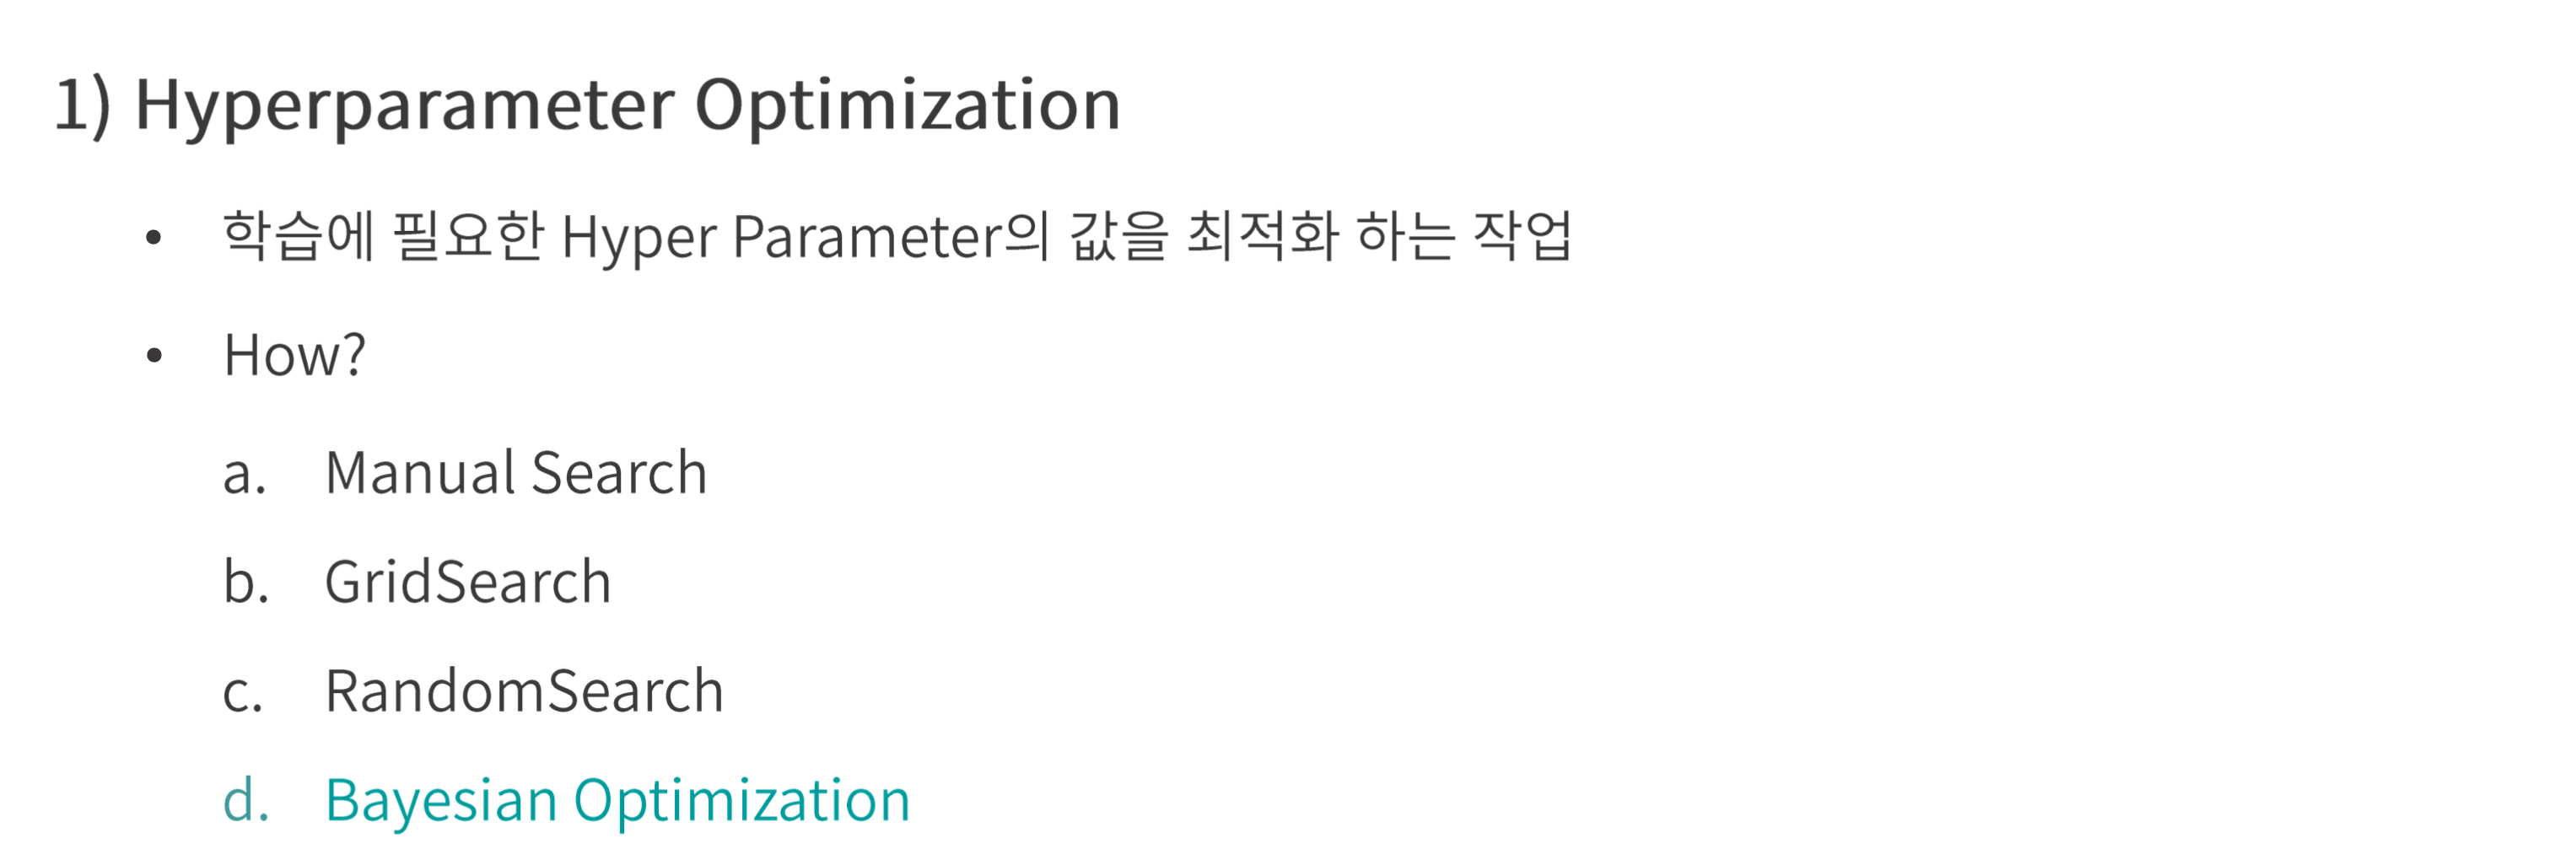 1) Hyperparameter Optimization
• 학습에 필요한 Hyper Parameter의 값을 최적화 하는 작업
• How?
a. Manual Search
b. GridSearch
c. RandomSearch
d. Bayesian Optimization